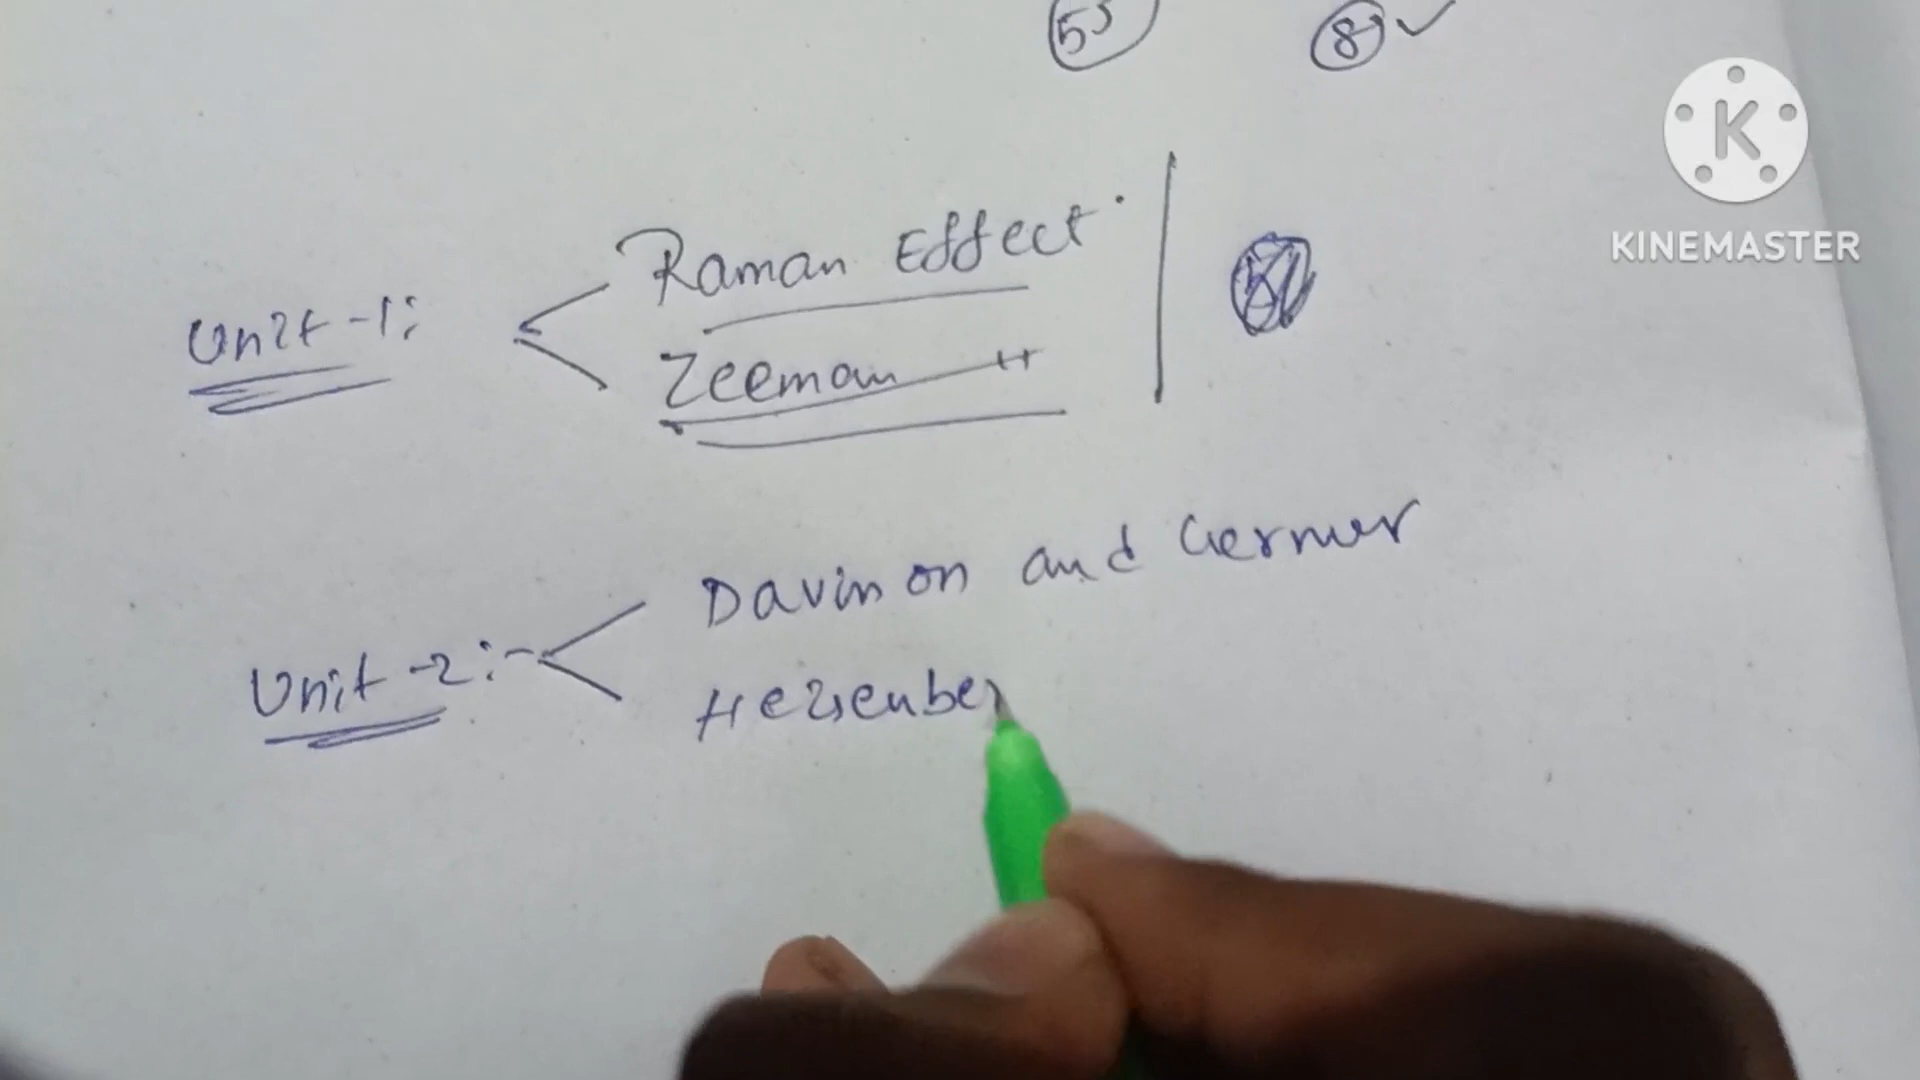 55 8
Raman Effect
Unit-1:
Zeeman "
Davinson and Germer
Unit-2:-
Heisenber
K
KINEMASTER